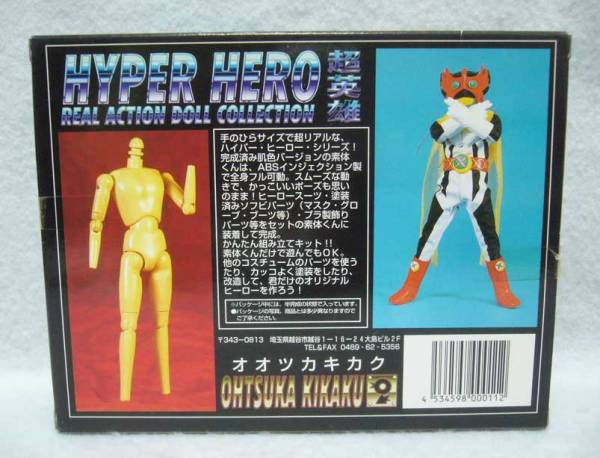 HYPER HERO
REAL ACTION DOLL COLLECTION
超英雄
手のひらサイズで超リアルな、
ハイパー・ヒーロー・シリーズ！
完成済み肌色バージョンの素体
くんは、ABSインジェクション製
で全身フル可動。スムーズな動
きで、かっこいいポーズも思い
のまま！ヒーロースーツ・塗装
済みソフビパーツ（マスク・グロ
ーブ・ブーツ等）・プラ製飾り
パーツ等をセットの素体くんに
装着して完成。
かんたん組み立てキット！！
素体くんだけで遊んでもOK。
他のコスチュームのパーツを使う
たり、カッコよく塗装をしたり、
改造して、君だけのオリジナル
ヒーローを作ろう！
※パッケージ中には、半完成の状態で入っています。
●パッケージの写真、商品とは多少異なりますので
ご了承下さい。
〒343-0813 埼玉県越谷市越谷1-16-24大島ビル2F
TEL&FAX 0489-62-5356
オオツカキカク
OHTSUKA KIKAKU
4 534598 000112